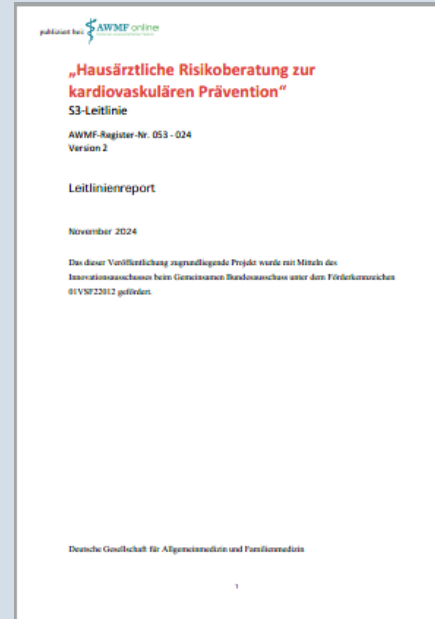 publiziert bei: AWMF online
„Hausärztliche Risikoberatung zur
kardiovaskulären Prävention“
S3-Leitlinie
AWMF-Register-Nr. 053 - 024
Version 2
Leitlinienreport
November 2024
Das dieser Veröffentlichung zugrundliegende Projekt wurde mit Mitteln des
Innovationsausschusses beim Gemeinsamen Bundesausschuss unter dem Förderkennzeichen
01VSF22012 gefördert.
Deutsche Gesellschaft für Allgemeinmedizin und Familienmedizin
1